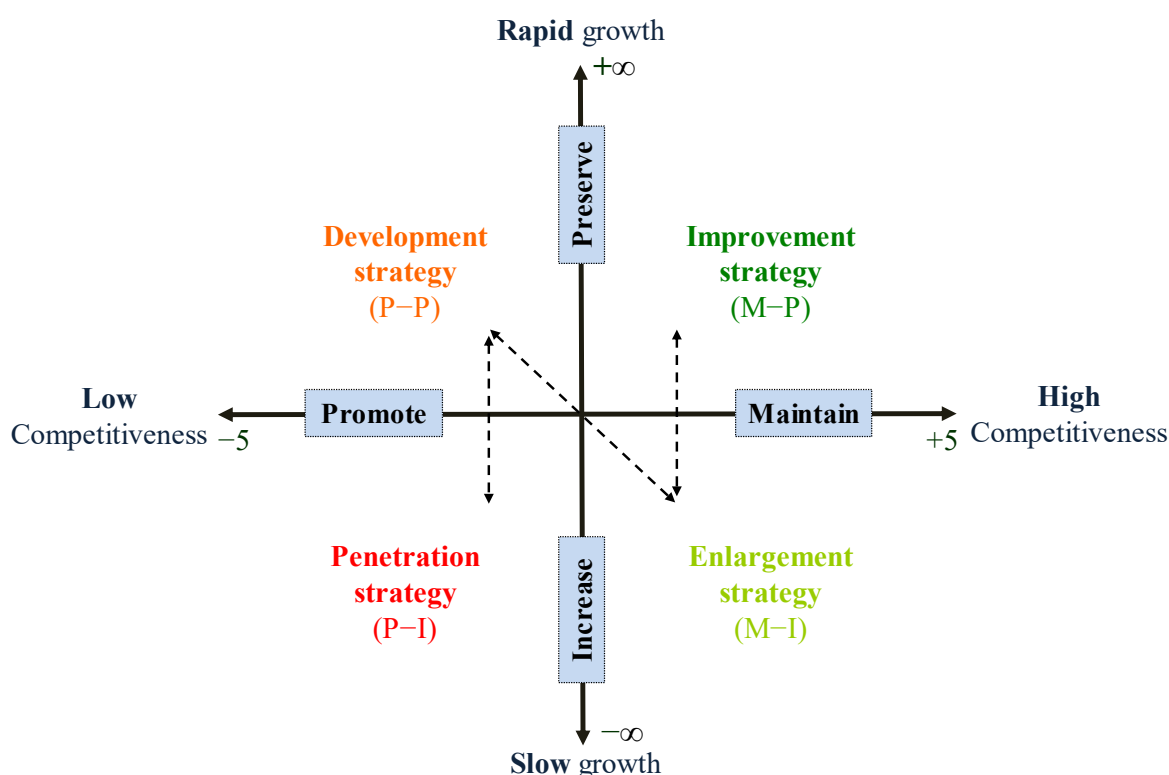 Rapid growth
+∞
Preserve
Development
strategy
(P−P)
Improvement
strategy
(M−P)
Low
Competitiveness
−5
Promote
Maintain
+5
High
Competitiveness
Penetration
strategy
(P−I)
Increase
Enlargement
strategy
(M−I)
−∞
Slow growth